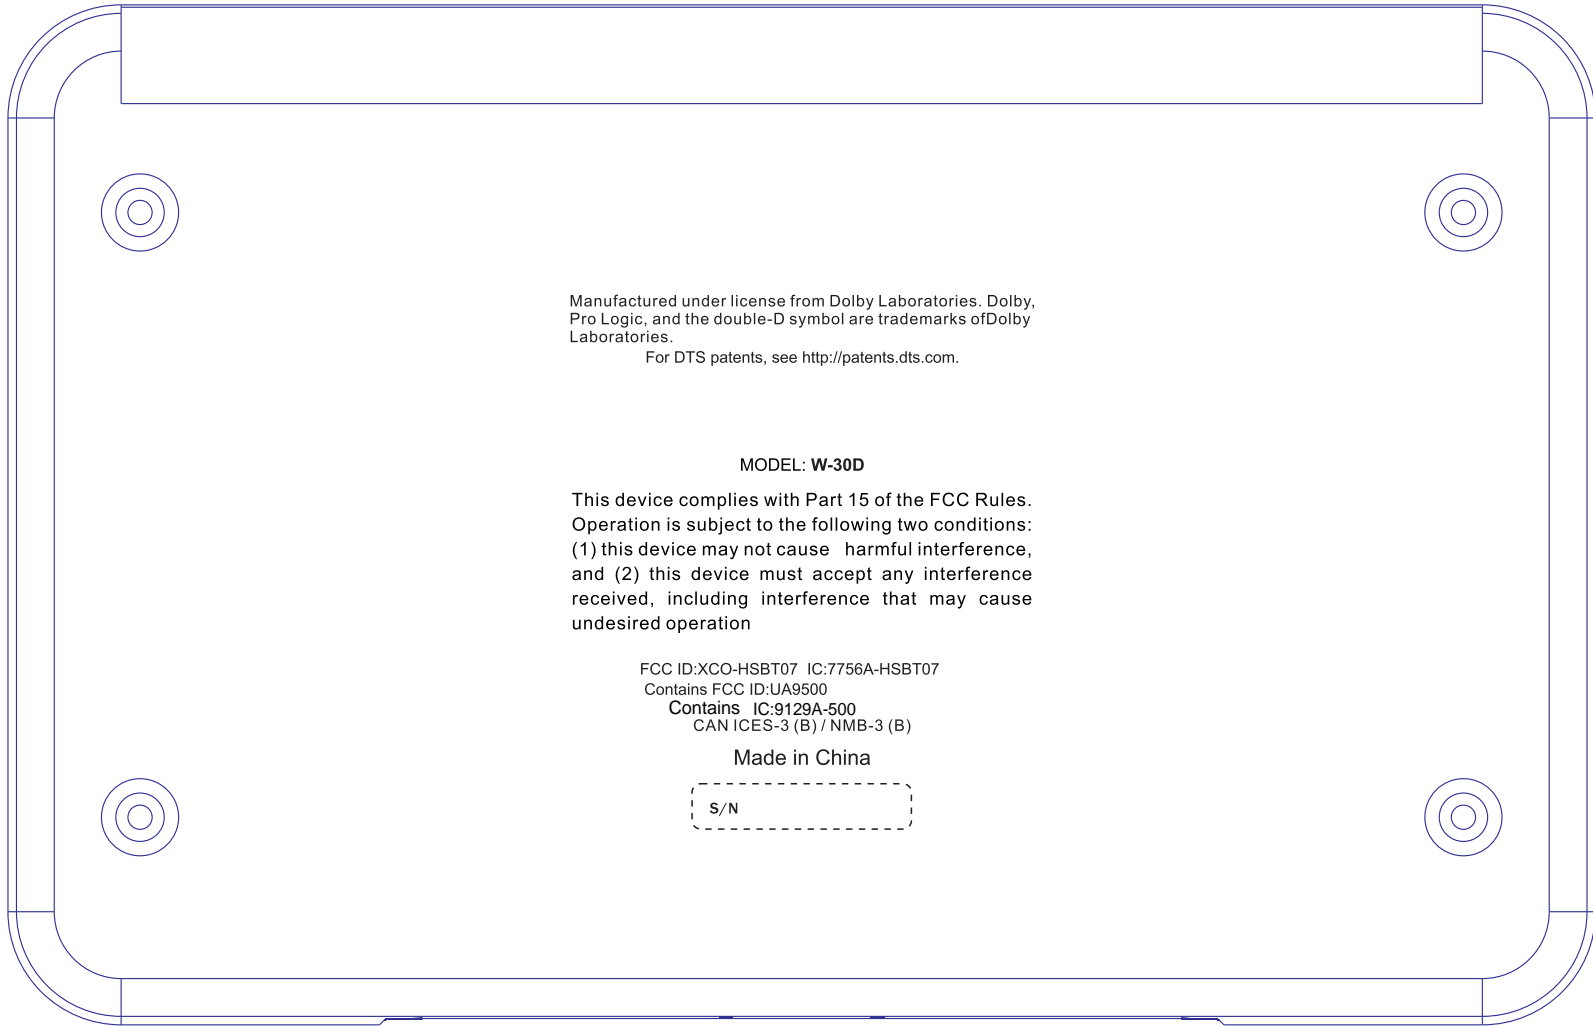 Manufactured under license from Dolby Laboratories. Dolby,
Pro Logic, and the double-D symbol are trademarks ofDolby
Laboratories.
For DTS patents, see http://patents.dts.com.
MODEL: W-30D
This device complies with Part 15 of the FCC Rules.
Operation is subject to the following two conditions:
(1) this device may not cause harmful interference,
and (2) this device must accept any interference
received, including interference that may cause
undesired operation
FCC ID:XCO-HSBT07 IC:7756A-HSBT07
Contains FCC ID:UA9500
Contains IC:9129A-500
CAN ICES-3 (B) / NMB-3 (B)
Made in China
S/N